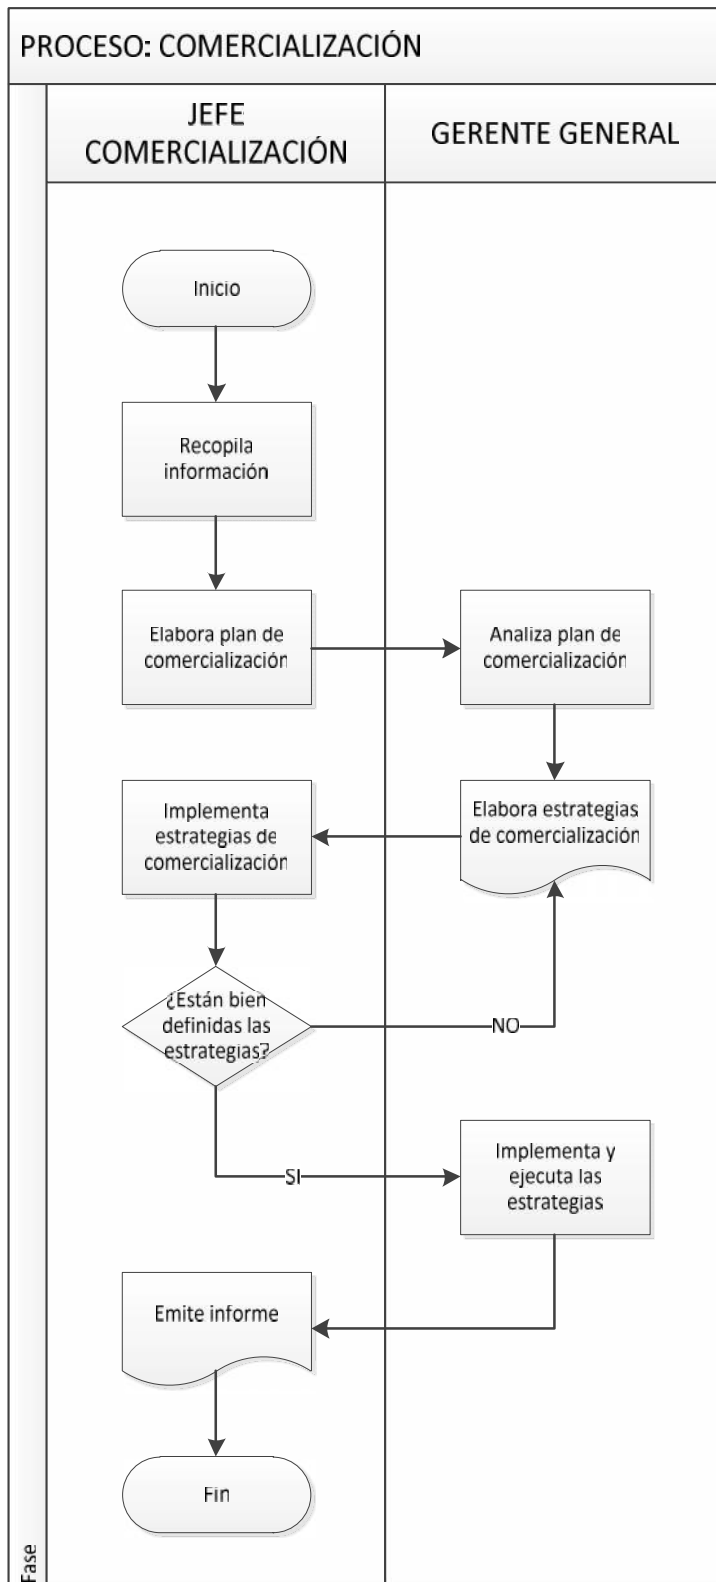 PROCESO: COMERCIALIZACIÓN
JEFE
COMERCIALIZACIÓN
GERENTE GENERAL
Inicio
Recopila
información
Elabora plan de
comercialización
Analiza plan de
comercialización
Elabora estrategias
de comercialización
Implementa
estrategias de
comercialización
¿Están bien
definidas las
estrategias?
NO
SI
Implementa y
ejecuta las
estrategias
Emite informe
Fin
Fase